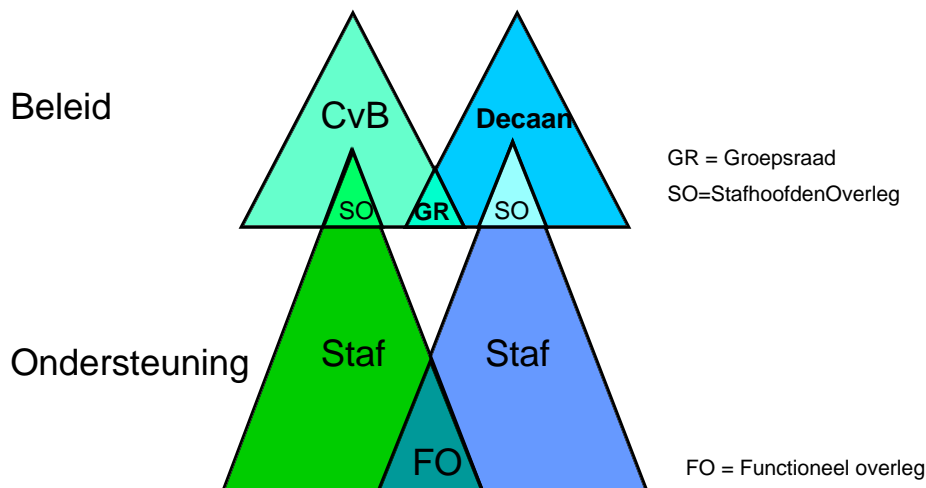 Beleid
CvB
Decaan
GR = Groepsraad
SO=StafhoofdenOverleg
SO
GR
SO
Ondersteuning
Staf
Staf
FO
FO = Functioneel overleg